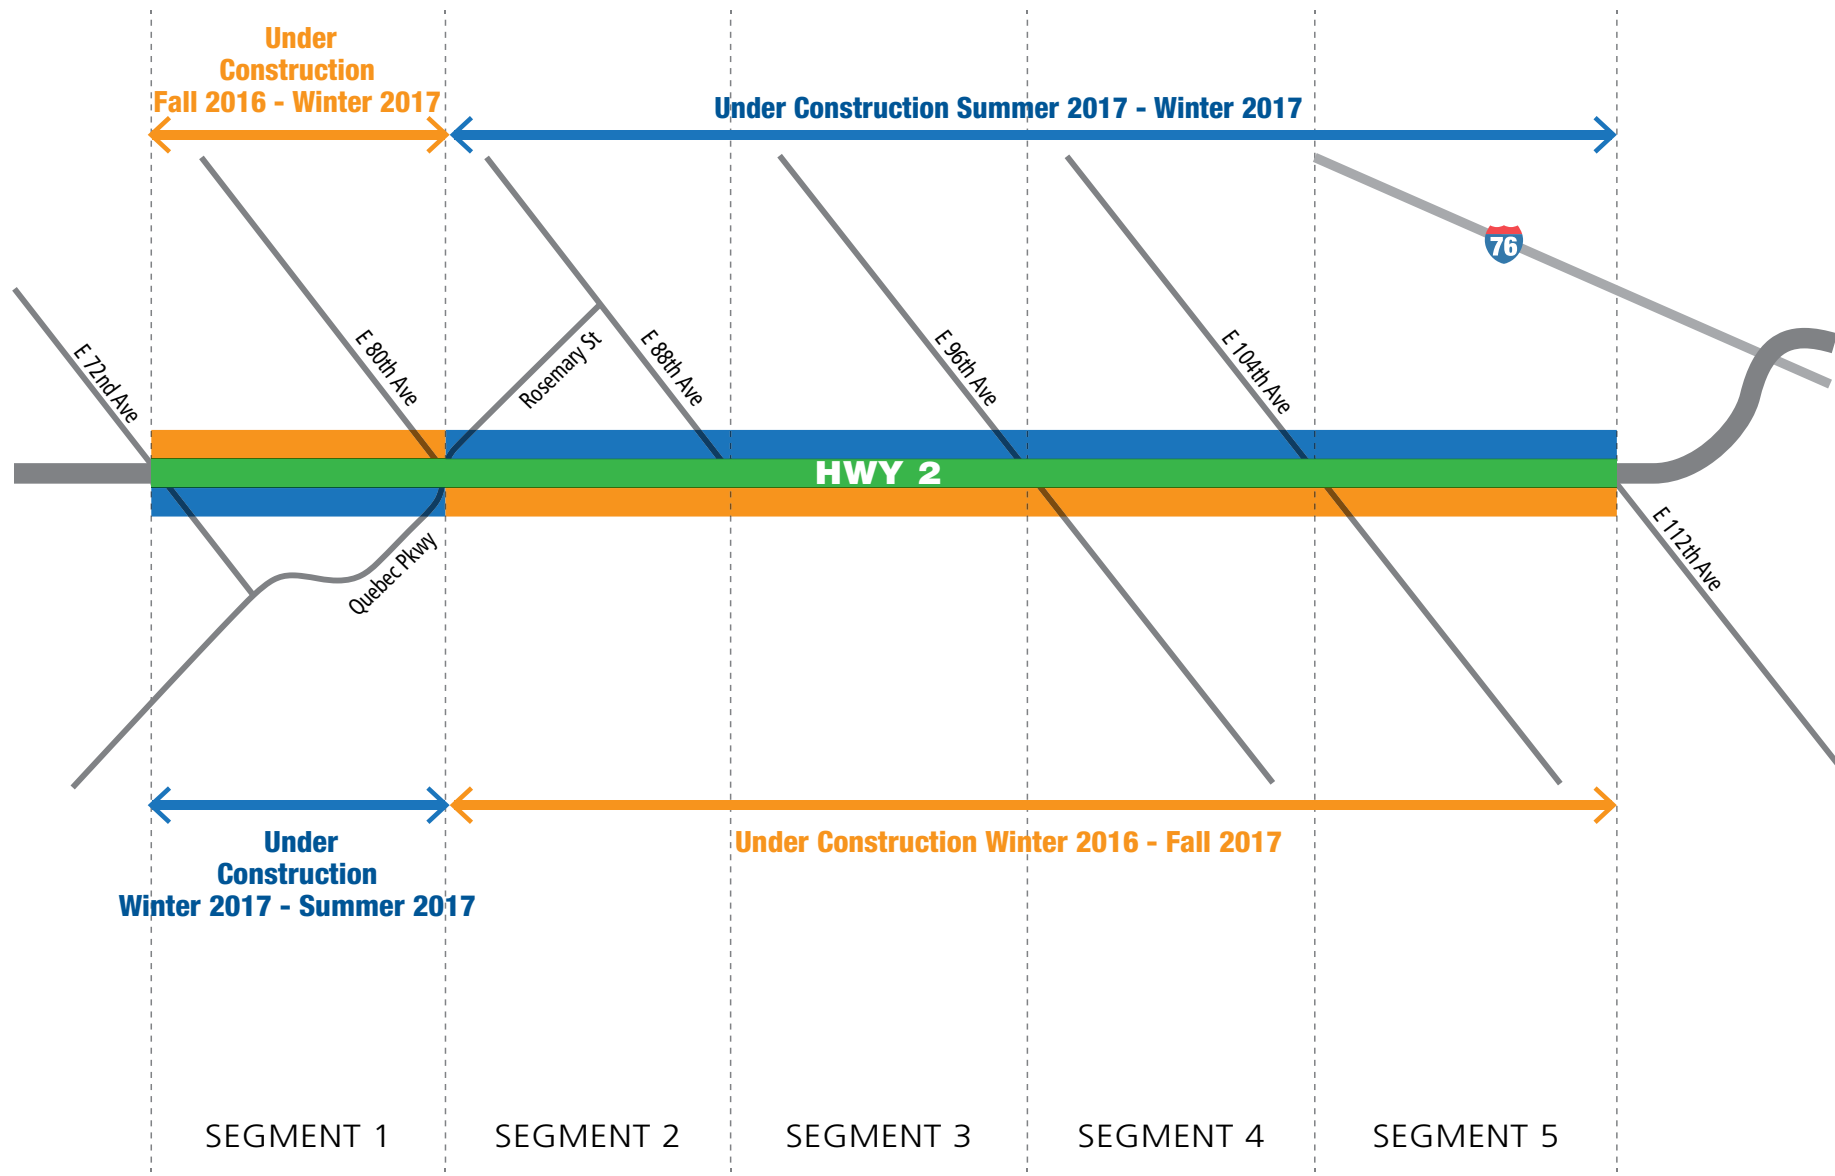 Under
Construction
Fall 2016 - Winter 2017
Under Construction Summer 2017 - Winter 2017
76
E 72nd Ave
E 80th Ave
Rosemary St
E 88th Ave
E 96th Ave
E 104th Ave
HWY 2
Quebec Pkwy
E 112th Ave
Under
Construction
Winter 2017 - Summer 2017
Under Construction Winter 2016 - Fall 2017
SEGMENT 1
SEGMENT 2
SEGMENT 3
SEGMENT 4
SEGMENT 5